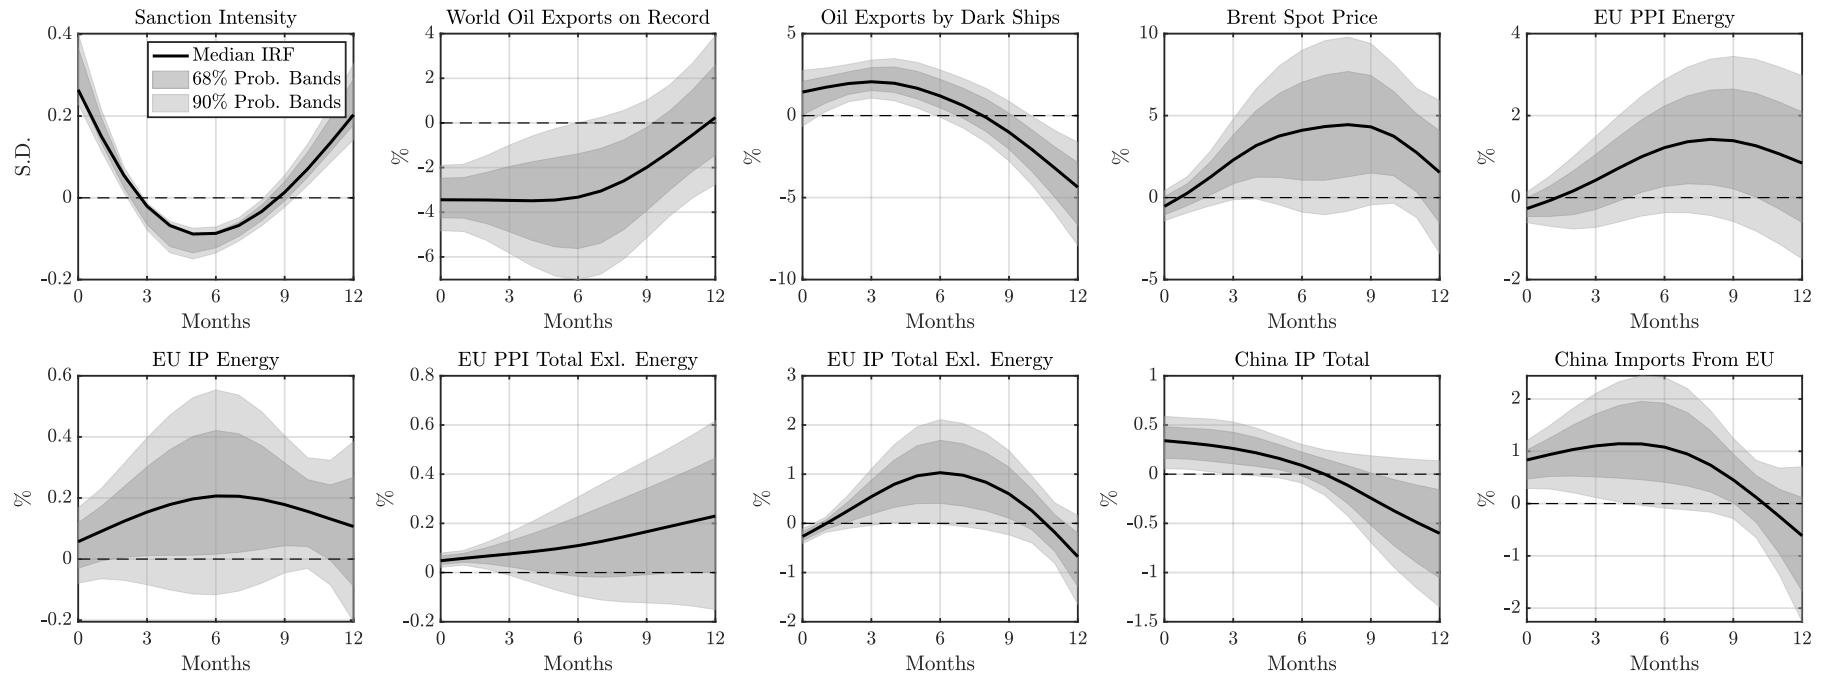 Sanction Intensity
0.4
0.2
0
-0.2
S.D.
Median IRF
68% Prob. Bands
90% Prob. Bands
0 3 6 9 12
Months
World Oil Exports on Record
4
2
0
-2
-4
-6
%
0 3 6 9 12
Months
Oil Exports by Dark Ships
5
0
-5
-10
%
0 3 6 9 12
Months
Brent Spot Price
10
5
0
-5
%
0 3 6 9 12
Months
EU PPI Energy
4
2
0
-2
%
0 3 6 9 12
Months
EU IP Energy
0.6
0.4
0.2
0
-0.2
%
0 3 6 9 12
Months
EU PPI Total Exl. Energy
0.8
0.6
0.4
0.2
0
-0.2
%
0 3 6 9 12
Months
EU IP Total Exl. Energy
3
2
1
0
-1
-2
%
0 3 6 9 12
Months
China IP Total
1
0.5
0
-0.5
-1
-1.5
%
0 3 6 9 12
Months
China Imports From EU
2
1
0
-1
-2
%
0 3 6 9 12
Months